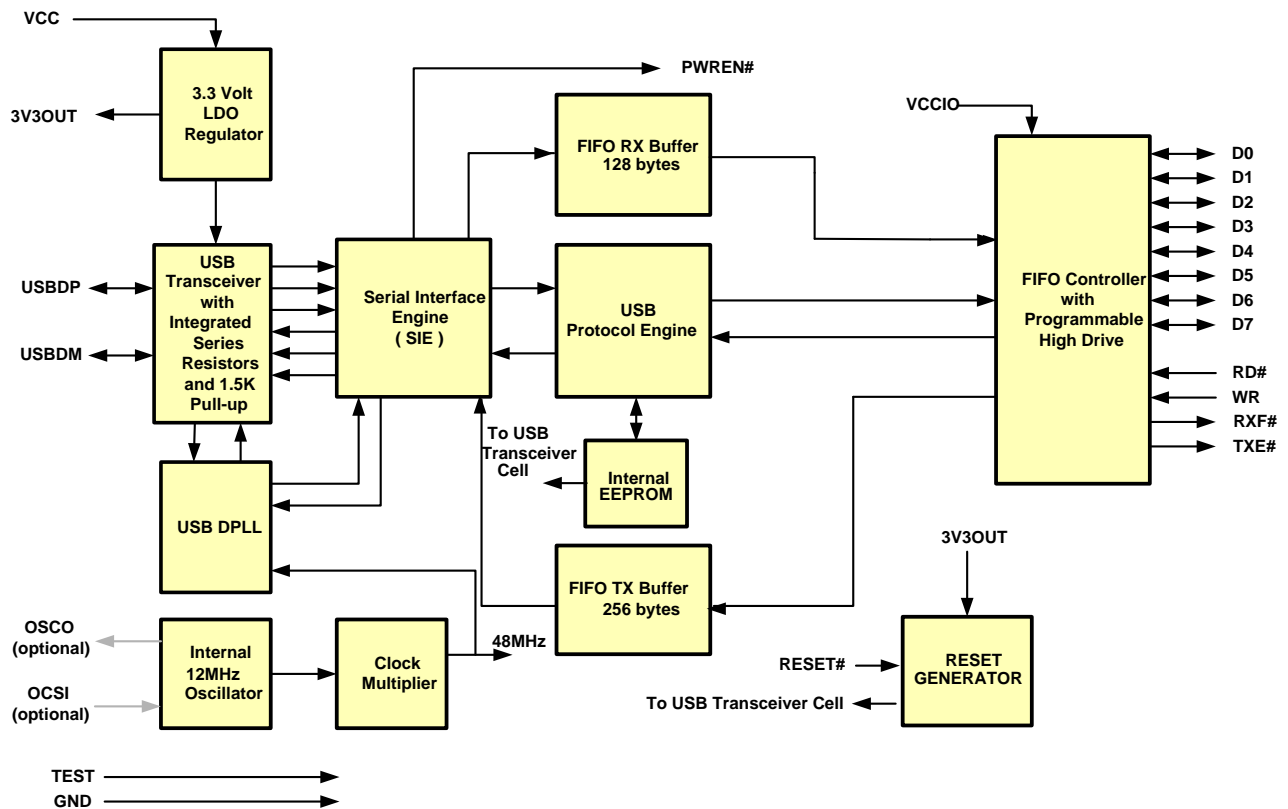 VCC
3.3 Volt
LDO
Regulator
3V3OUT
PWREN#
FIFO RX Buffer
128 bytes
VCCIO
FIFO Controller
with
Programmable
High Drive
D0
D1
D2
D3
D4
D5
D6
D7
RD#
WR
RXF#
TXE#
USBDP
USBDM
USB
Transceiver
with
Integrated
Series
Resistors
and 1.5K
Pull-up
Serial Interface
Engine
( SIE )
USB
Protocol Engine
To USB
Transceiver
Cell
Internal
EEPROM
USB DPLL
FIFO TX Buffer
256 bytes
3V3OUT
OSCO
(optional)
OCSI
(optional)
Internal
12MHz
Oscillator
Clock
Multiplier
48MHz
RESET#
RESET
GENERATOR
To USB Transceiver Cell
TEST
GND